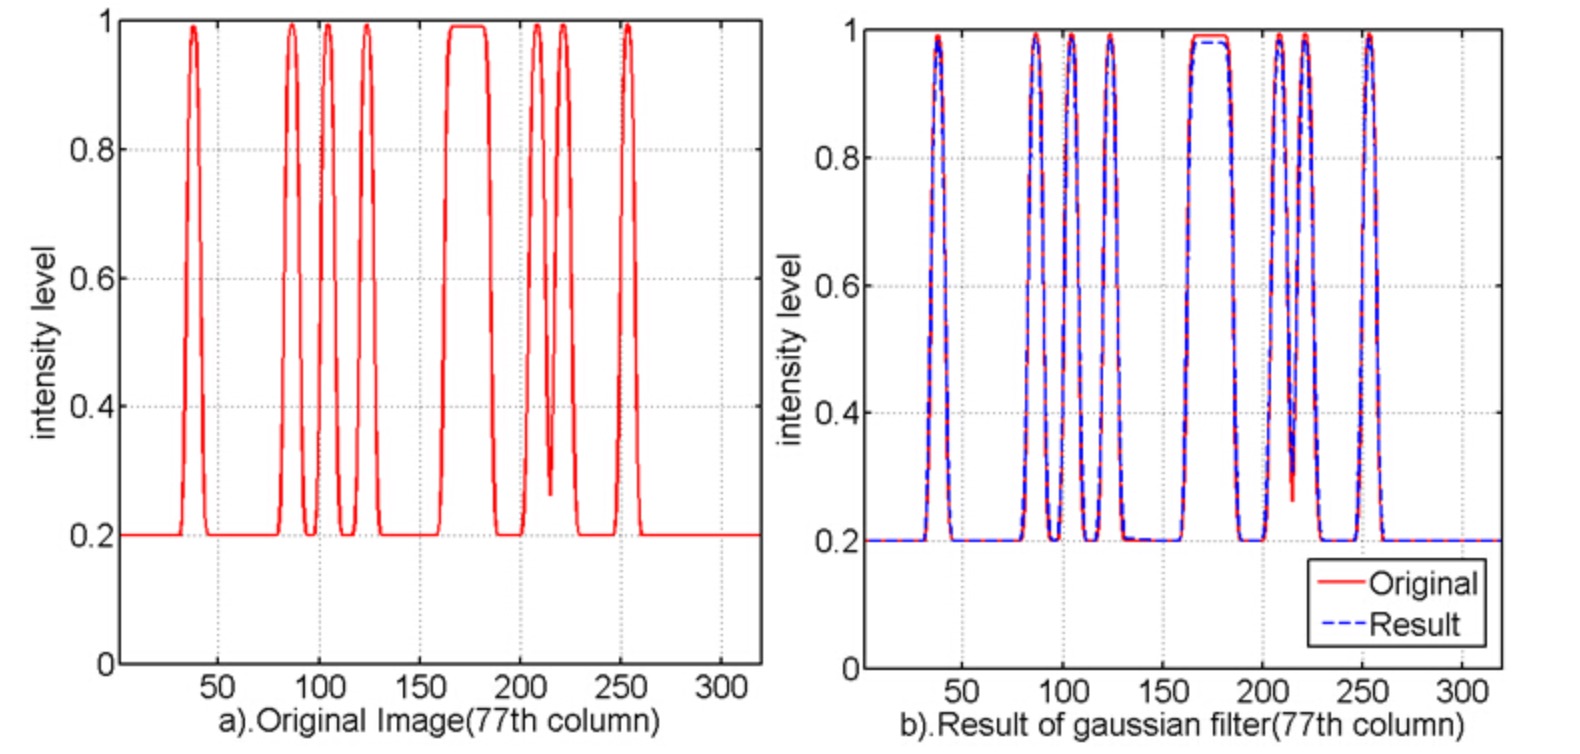 1
0.8
0.6
0.4
0.2
0
intensity level
50 100 150 200 250 300
a).Original Image(77th column)
1
0.8
0.6
0.4
0.2
0
intensity level
Original
Result
50 100 150 200 250 300
b).Result of gaussian filter(77th column)